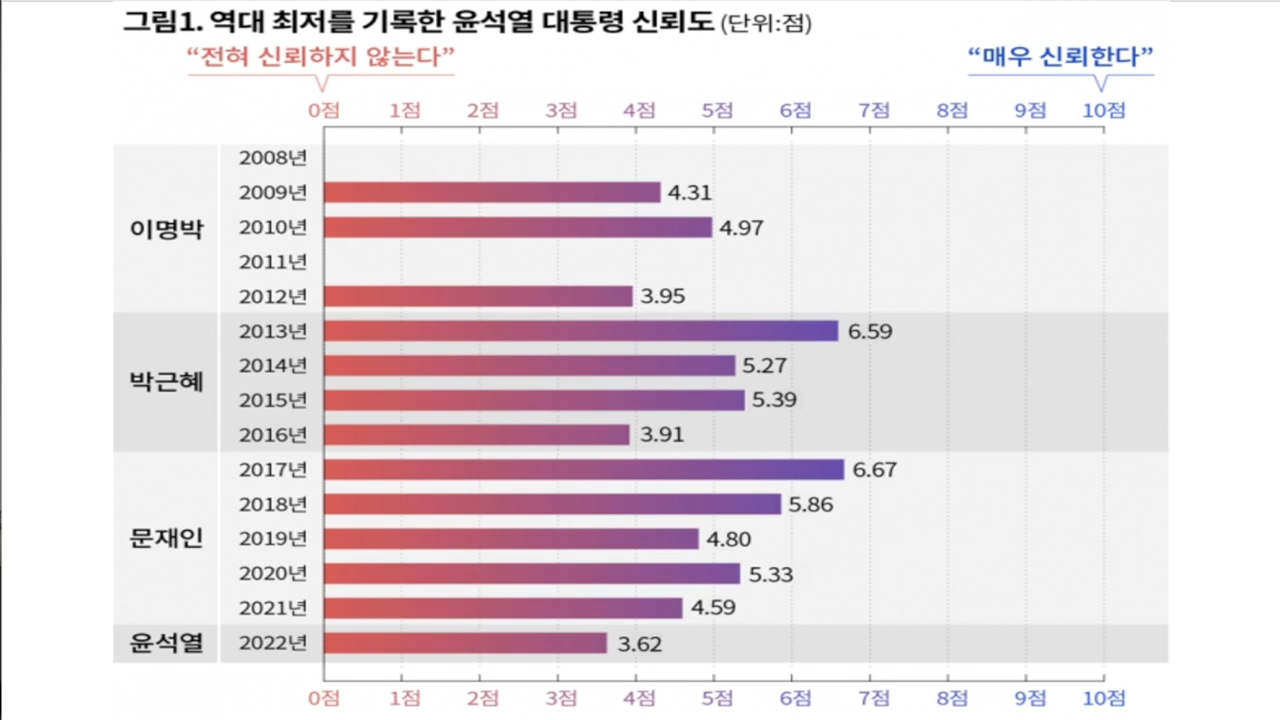 그림1. 역대 최저를 기록한 윤석열 대통령 신뢰도 (단위:점)
“전혀 신뢰하지 않는다” “매우 신뢰한다”
0점 1점 2점 3점 4점 5점 6점 7점 8점 9점 10점
이명박
2008년
2009년 4.31
2010년 4.97
2011년
2012년 3.95
박근혜
2013년 6.59
2014년 5.27
2015년 5.39
2016년 3.91
문재인
2017년 6.67
2018년 5.86
2019년 4.80
2020년 5.33
2021년 4.59
윤석열 2022년 3.62
0점 1점 2점 3점 4점 5점 6점 7점 8점 9점 10점